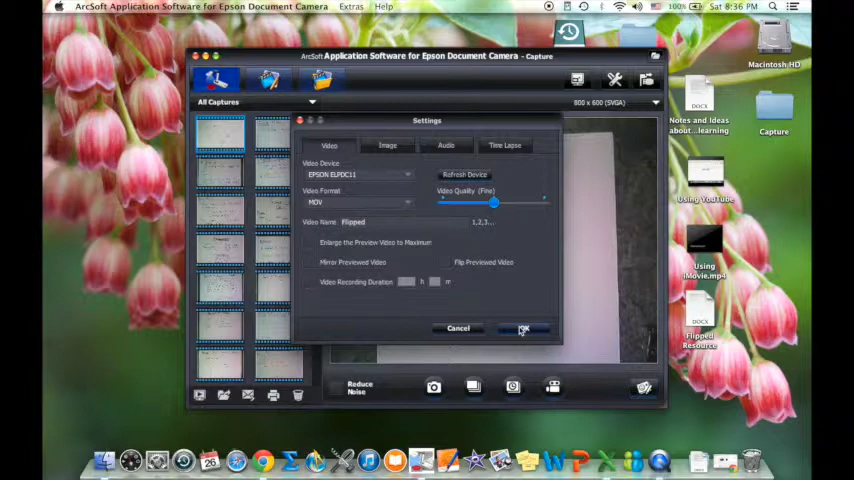 ArcSoft Application Software for Epson Document Camera Extras Help
100% Sat 8:36 PM
ArcSoft Application Software for Epson Document Camera - Capture
All Captures
800 x 600 (SVGA)
Settings
Video Image Audio Time Lapse
Video Device
EPSON ELPDC11
Refresh Device
Video Format
Video Quality (Fine)
MOV
Video Name Flipped 1,2,3...
Enlarge the Preview Video to Maximum
Mirror Previewed Video Flip Previewed Video
Video Recording Duration h m
Cancel OK
Reduce
Noise
Macintosh HD
DOCX
Notes and Ideas
about...learning
Capture
Using YouTube
Using
iMovie.mp4
DOCX
Flipped
Resource
26